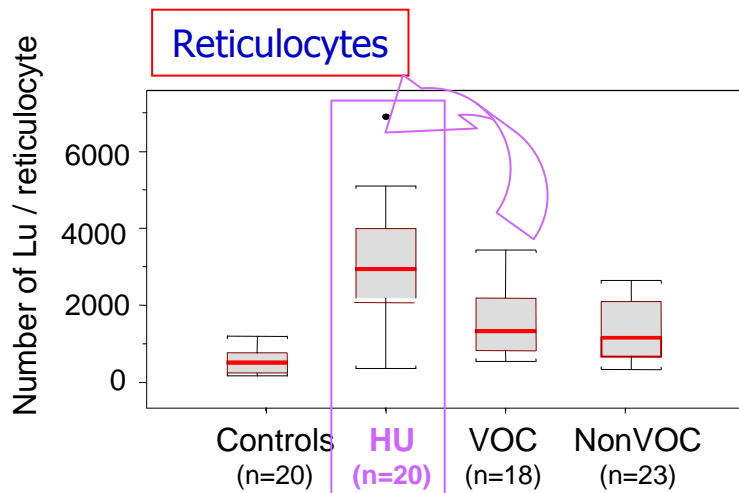 Reticulocytes
Number of Lu / reticulocyte
6000
4000
2000
0
Controls HU VOC NonVOC
(n=20) (n=20) (n=18) (n=23)